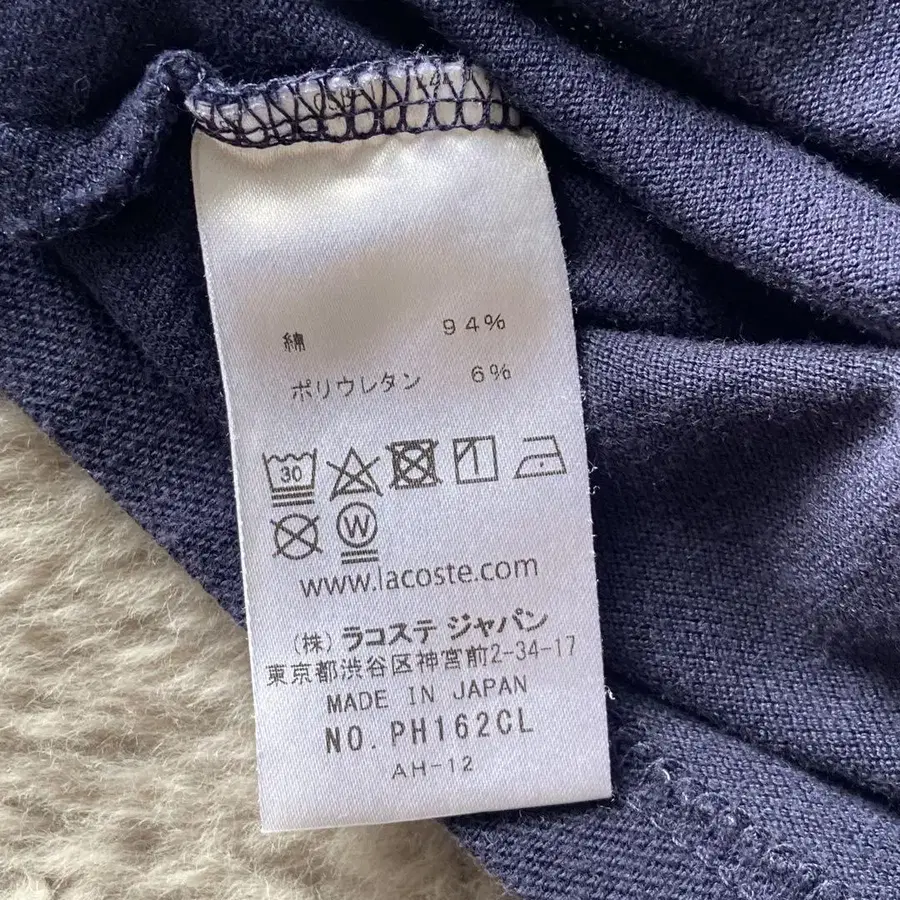 綿 94%
ポリウレタン 6%
30
W
www.lacoste.com
(株) ラコステ ジャパン
東京都渋谷区神宮前2-34-17
MADE IN JAPAN
NO. PH162CL
AH-12